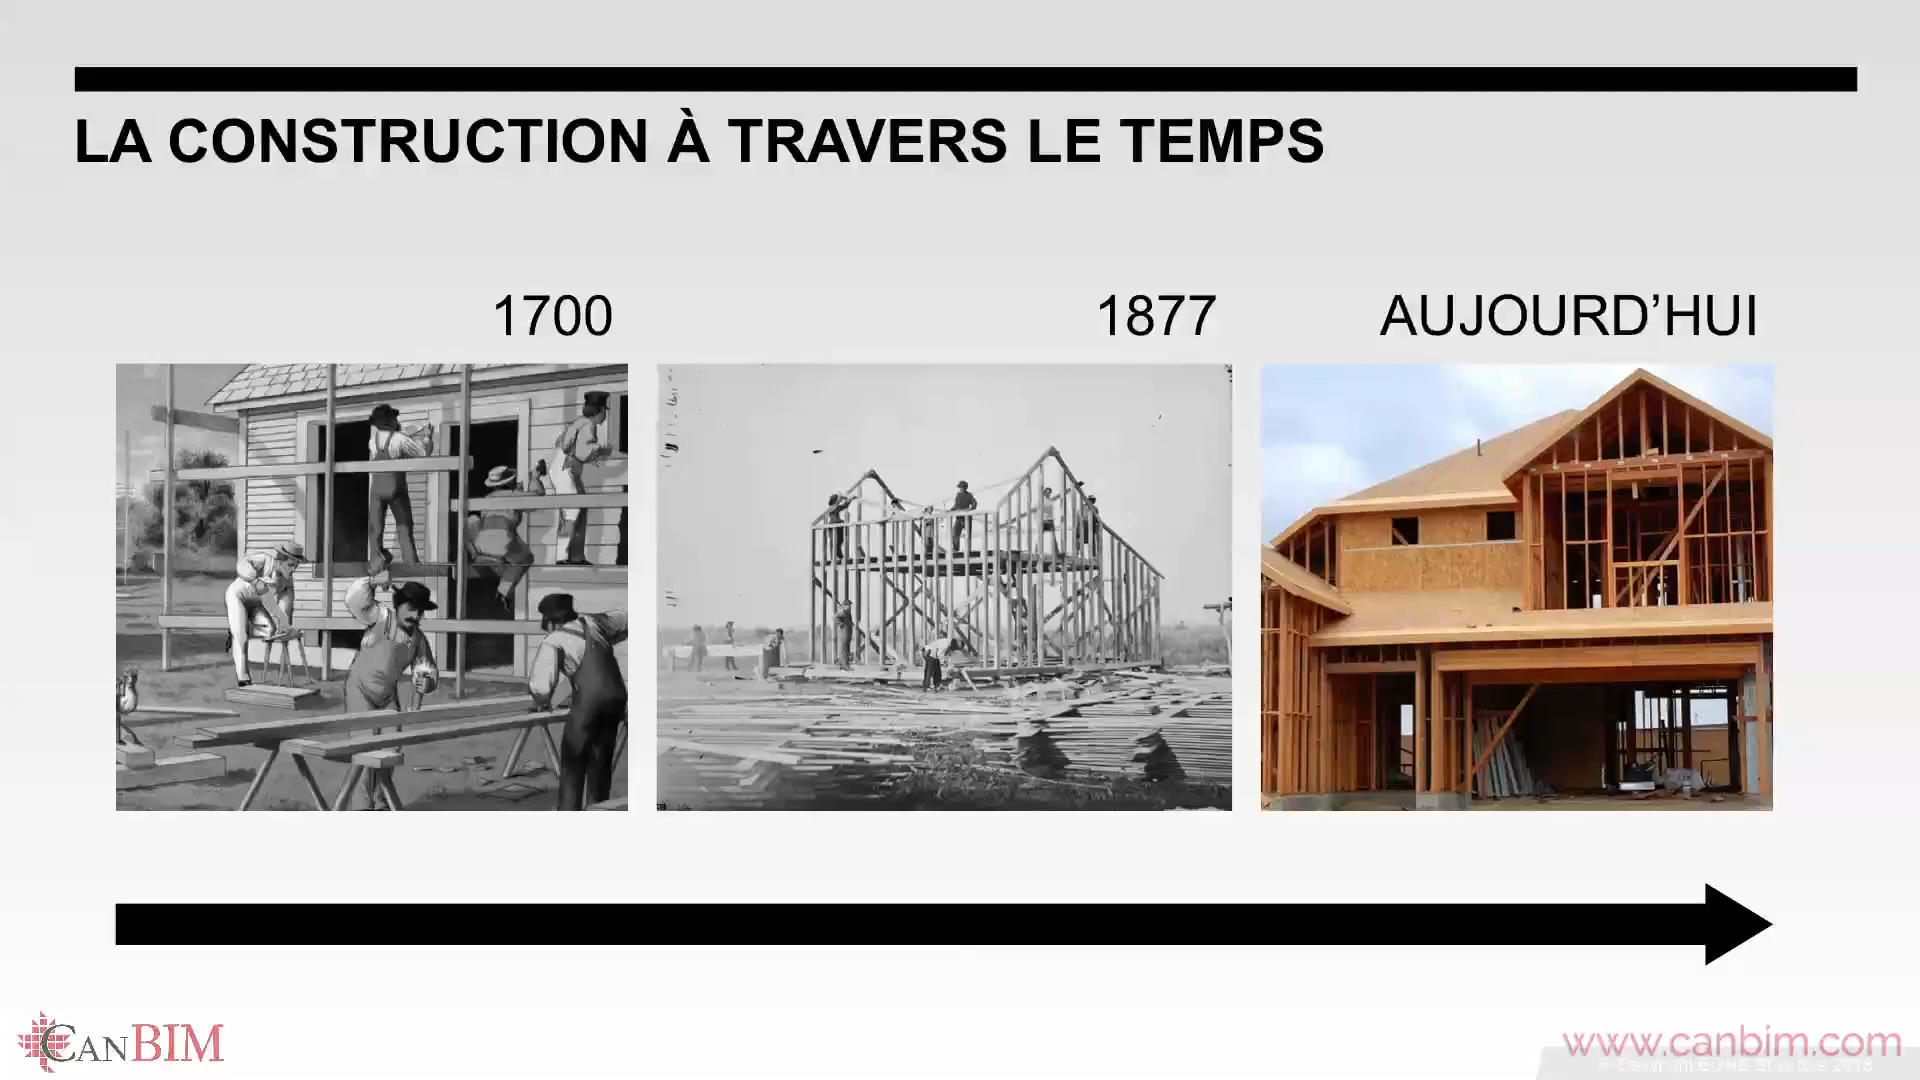 LA CONSTRUCTION À TRAVERS LE TEMPS
1700
1877
AUJOURD’HUI
CANBIM
www.canbim.com